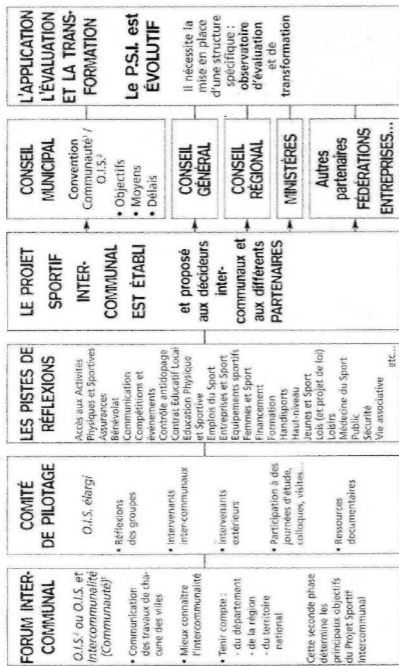 FORUM INTER-
COMMUNAL
O.I.S.² ou O.I.S. et
Intercommunalité
(Communauté)¹
• Communication
des travaux de cha-
cune des villes
• Mieux connaître
l'intercommunalité
• Tenir compte :
- du département
- de la région
- du territoire
national
Cette seconde phase
détermine les
principaux objectifs
du Projet Sportif
Intercommunal
COMITÉ
DE PILOTAGE
O.I.S. élargi
• Réflexions
des groupes
• Intervenants
inter-communaux
• Intervenants
extérieurs
• Participation à des
journées d'étude,
colloques, visites...
• Ressources
documentaires
LES PISTES DE
RÉFLEXIONS
Accès aux Activités
Physiques et Sportives
Assurances
Bénévolat
Communication
Compétitions et
évènements
Contrôle antidopage
Contrat Educatif Local
Education Physique
et Sportive
Emplois du Sport
Entreprises et Sport
Equipements sportifs
Femmes et Sport
Financement
Formation
Handisports
Haut-niveau
Jeunes et Sport
Lois (et projet de loi)
Loisirs
Médecine du Sport
Public
Sécurité
Vie associative
etc...
LE PROJET
SPORTIF
INTER-
COMMUNAL
EST ÉTABLI
et proposé
aux décideurs
inter-
communaux et
aux différents
PARTENAIRES
CONSEIL
MUNICIPAL
Convention
Communauté¹ /
O.I.S.²
• Objectifs
• Moyens
• Délais
CONSEIL
GÉNÉRAL
CONSEIL
RÉGIONAL
MINISTÈRES
Autres
partenaires
FÉDÉRATIONS
ENTREPRISES...
L'APPLICATION
L'ÉVALUATION
ET LA TRANS-
FORMATION
Le P.S.I. est
ÉVOLUTIF
Il nécessite la
mise en place
d'une structure
spécifique :
observatoire
d'évaluation
et de
transformation